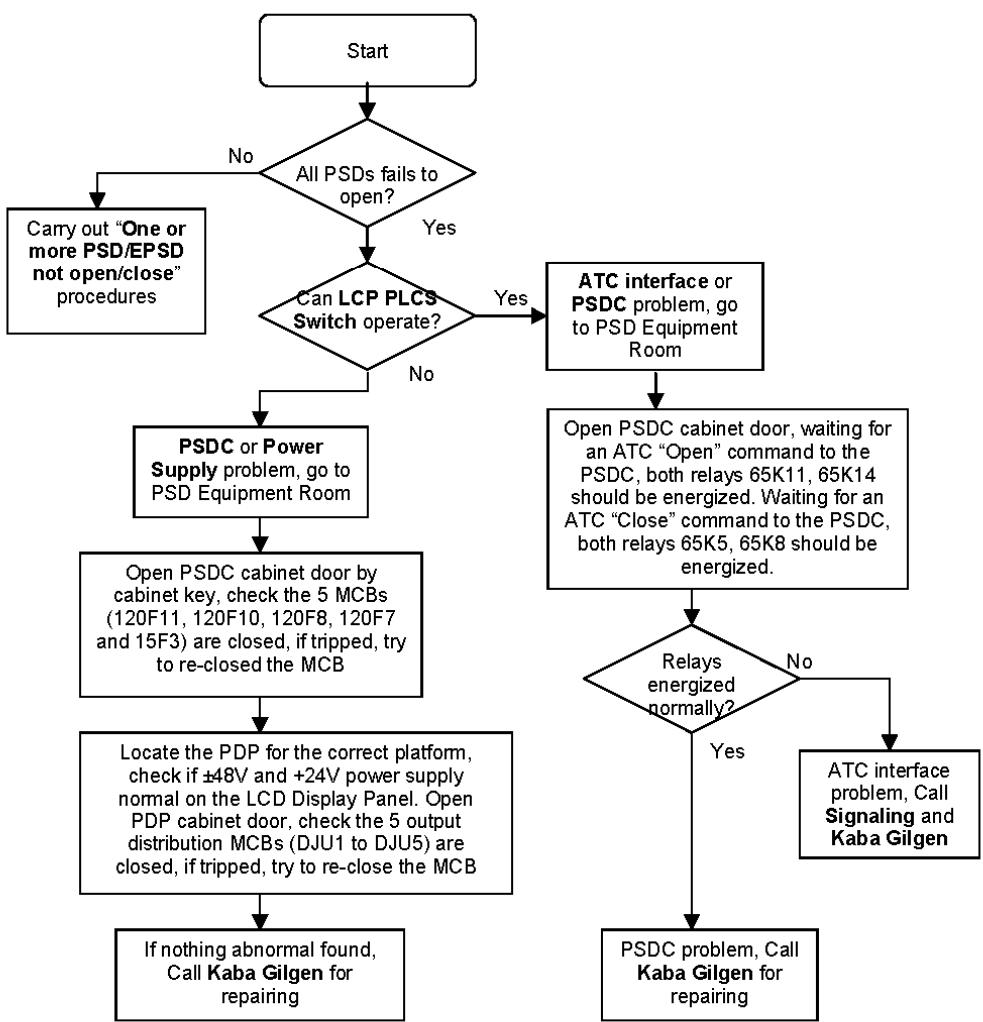 Start
All PSDs fails to
open?
No
Yes
Carry out “One or
more PSD/EPSD
not open/close”
procedures
Can LCP PLCS
Switch operate?
Yes
No
ATC interface or
PSDC problem, go
to PSD Equipment
Room
PSDC or Power
Supply problem, go to
PSD Equipment Room
Open PSDC cabinet door, waiting for
an ATC “Open” command to the
PSDC, both relays 65K11, 65K14
should be energized. Waiting for an
ATC “Close” command to the PSDC,
both relays 65K5, 65K8 should be
energized.
Open PSDC cabinet door by
cabinet key, check the 5 MCBs
(120F11, 120F10, 120F8, 120F7
and 15F3) are closed, if tripped, try
to re-closed the MCB
Relays
energized
normally?
No
Yes
Locate the PDP for the correct platform,
check if ±48V and +24V power supply
normal on the LCD Display Panel. Open
PDP cabinet door, check the 5 output
distribution MCBs (DJU1 to DJU5) are
closed, if tripped, try to re-close the MCB
ATC interface
problem, Call
Signaling and
Kaba Gilgen
If nothing abnormal found,
Call Kaba Gilgen for
repairing
PSDC problem, Call
Kaba Gilgen for
repairing